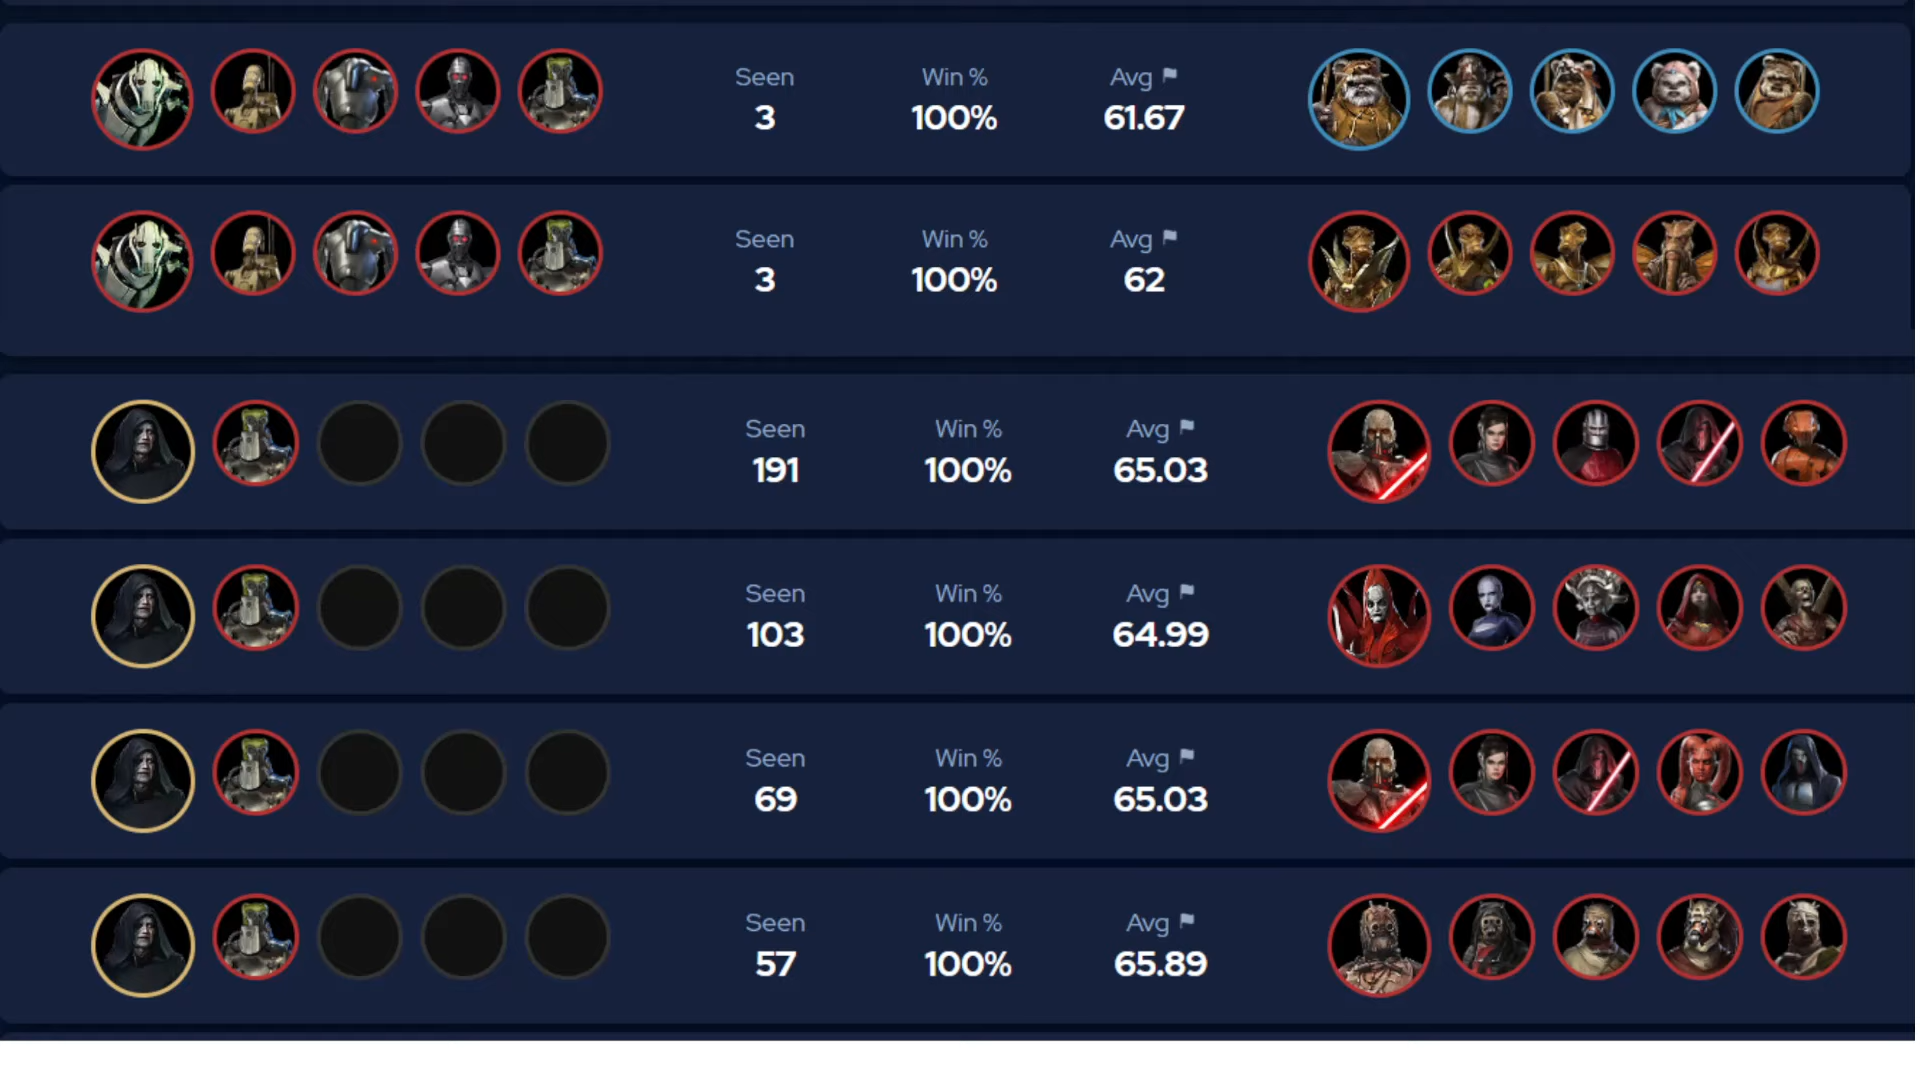 Seen Win % Avg
3 100% 61.67
Seen Win % Avg
3 100% 62
Seen Win % Avg
191 100% 65.03
Seen Win % Avg
103 100% 64.99
Seen Win % Avg
69 100% 65.03
Seen Win % Avg
57 100% 65.89